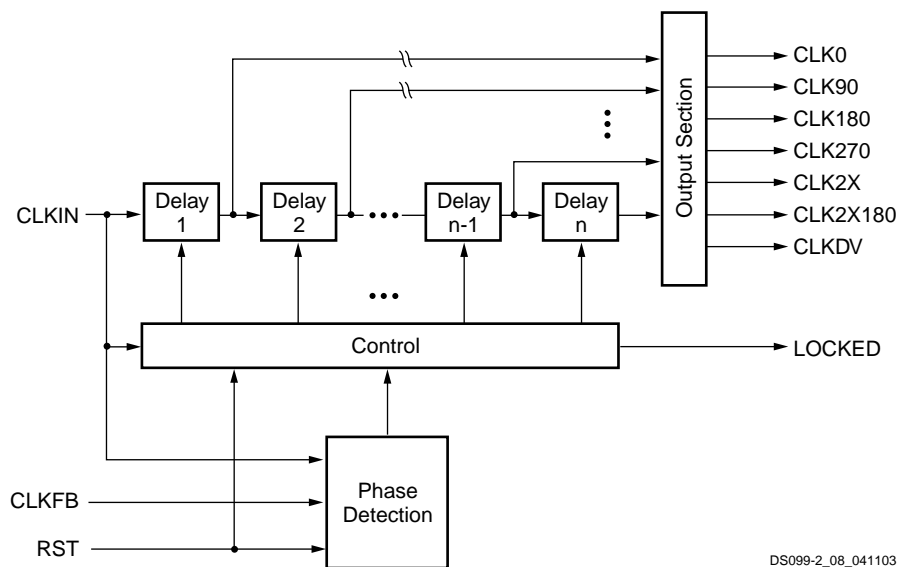 CLK0
CLK90
CLK180
CLK270
CLK2X
CLK2X180
CLKDV
Output Section
CLKIN
Delay
1
Delay
2
Delay
n-1
Delay
n
Control
LOCKED
Phase
Detection
CLKFB
RST
DS099-2_08_041103